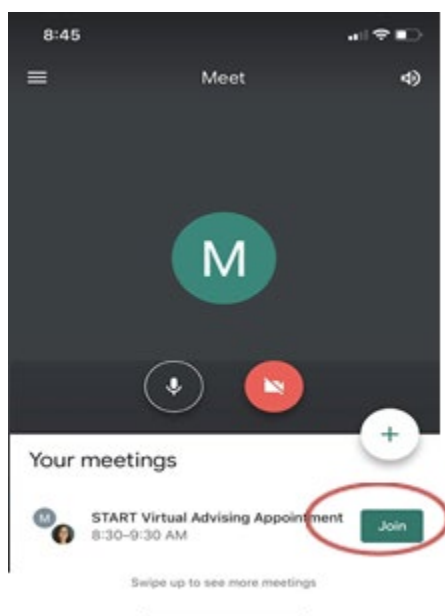 8:45
Meet
M
Your meetings
M START Virtual Advising Appointment Join
8:30–9:30 AM
Swipe up to see more meetings